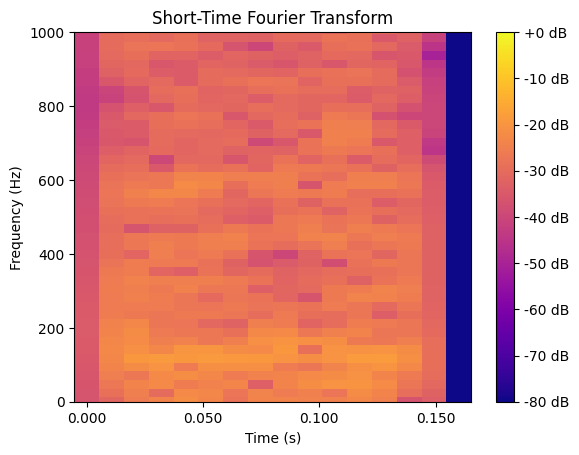 Short-Time Fourier Transform
1000
800
600
400
200
0
Frequency (Hz)
0.000
0.050
0.100
0.150
Time (s)
+0 dB
-10 dB
-20 dB
-30 dB
-40 dB
-50 dB
-60 dB
-70 dB
-80 dB